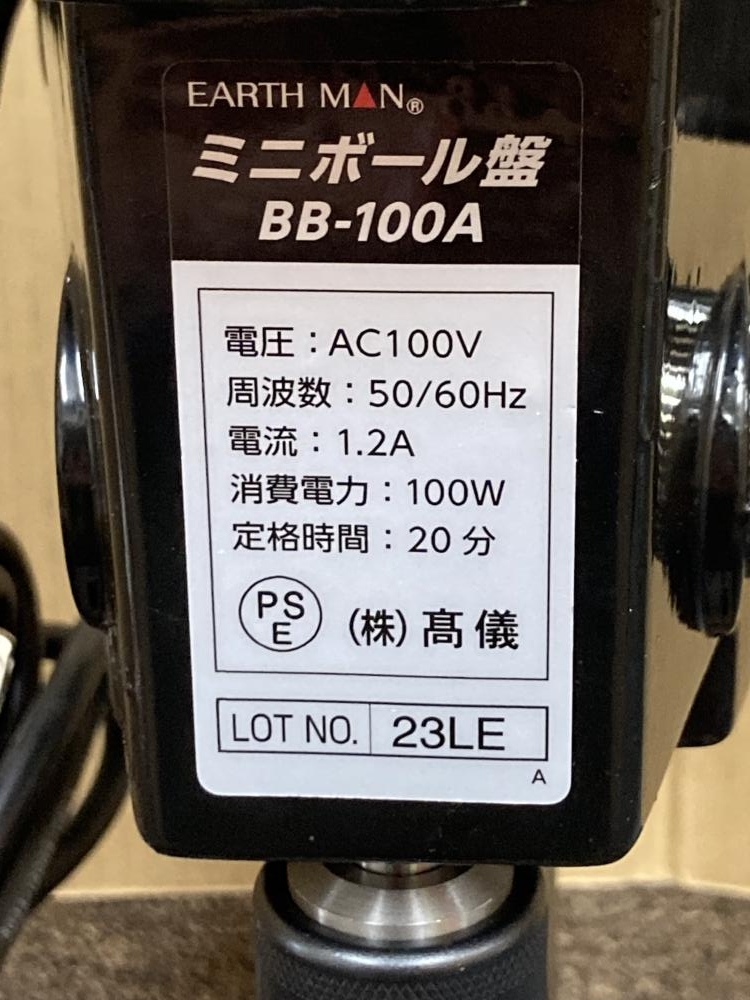 EARTH MAN®
ミニボール盤
BB-100A
電圧：AC100V
周波数：50/60Hz
電流：1.2A
消費電力：100W
定格時間：20 分
PSE (株)髙儀
LOT NO. 23LE
A